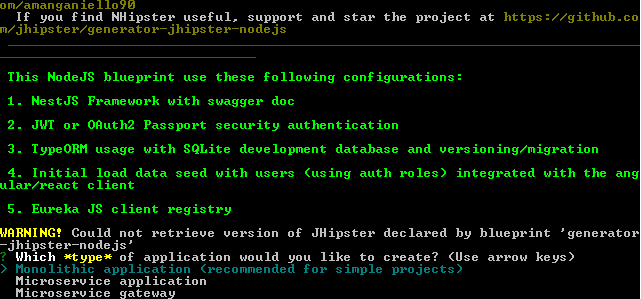 om/amanganiello90
If you find NHipster useful, support and star the project at https://github.co
m/jhipster/generator-jhipster-nodejs
This NodeJS blueprint use these following configurations:
1. NestJS Framework with swagger doc
2. JWT or OAuth2 Passport security authentication
3. TypeORM usage with SQLite development database and versioning/migration
4. Initial load data seed with users (using auth roles) integrated with the ang
ular/react client
5. Eureka JS client registry
WARNING! Could not retrieve version of JHipster declared by blueprint 'generator
-jhipster-nodejs'
? Which *type* of application would you like to create? (Use arrow keys)
> Monolithic application (recommended for simple projects)
Microservice application
Microservice gateway